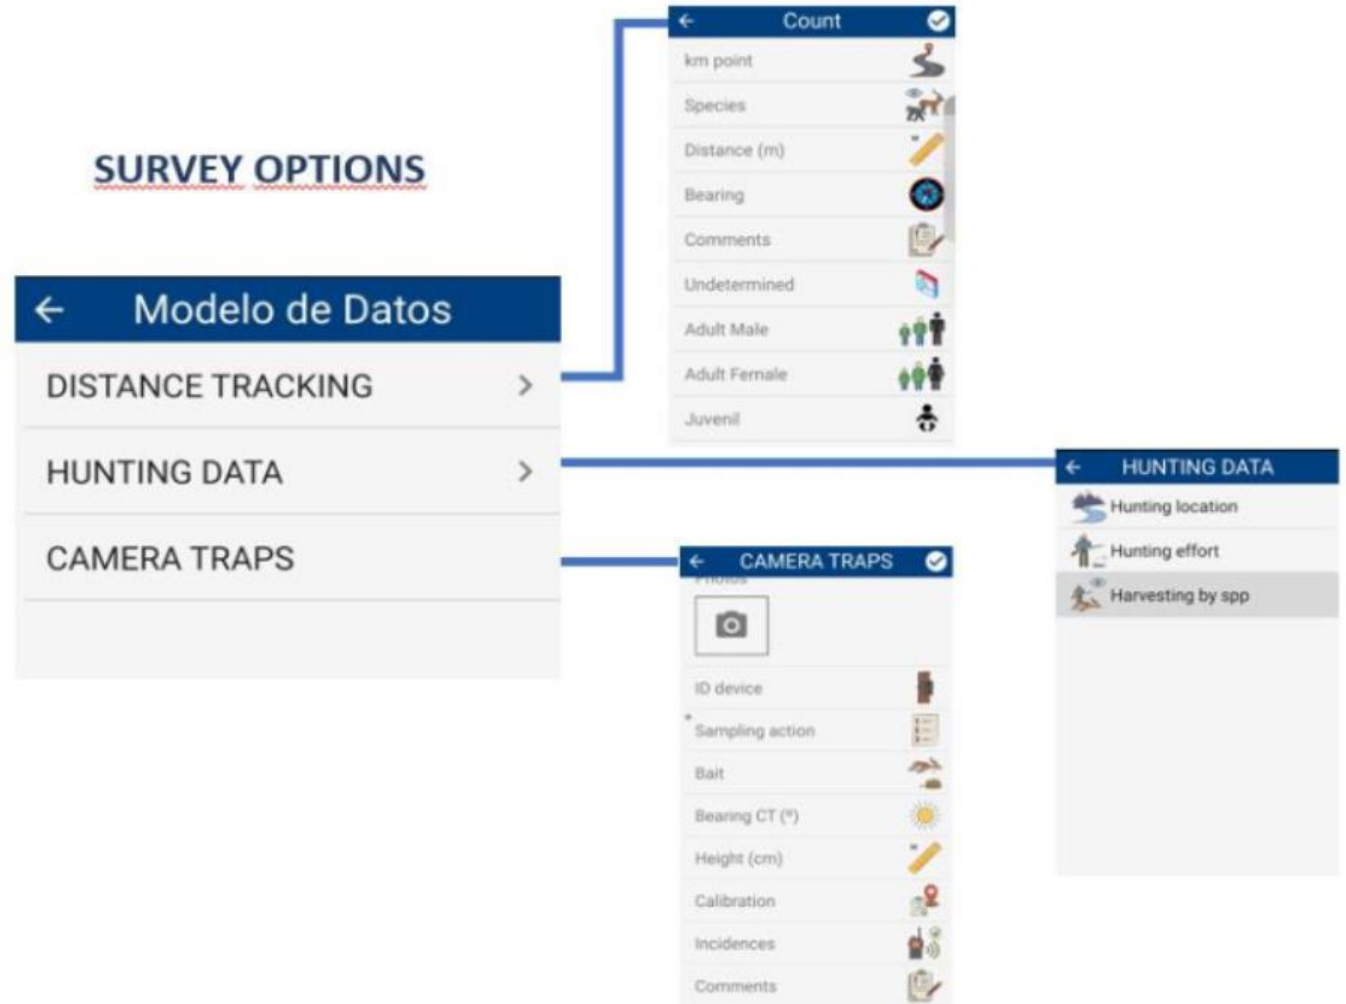 SURVEY OPTIONS
Modelo de Datos
DISTANCE TRACKING
HUNTING DATA
CAMERA TRAPS
Count
km point
Species
Distance (m)
Bearing
Comments
Undetermined
Adult Male
Adult Female
Juvenil
HUNTING DATA
Hunting location
Hunting effort
Harvesting by spp
CAMERA TRAPS
Photos
ID device
*Sampling action
Bait
Bearing CT (º)
Height (cm)
Calibration
Incidences
Comments